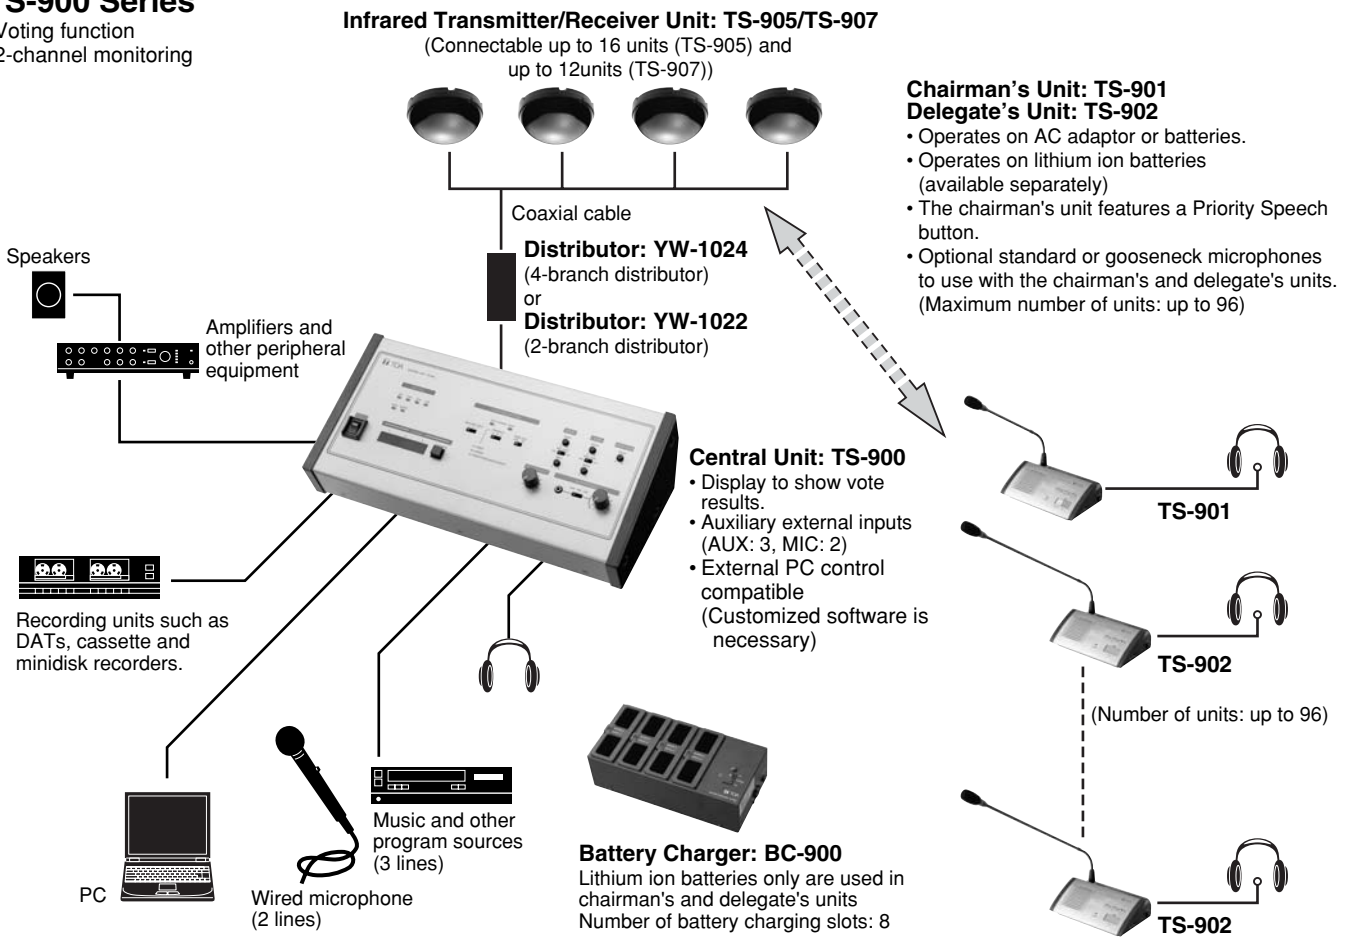 S-900 Series
Voting function
2-channel monitoring
Infrared Transmitter/Receiver Unit: TS-905/TS-907
(Connectable up to 16 units (TS-905) and
up to 12units (TS-907))
Chairman's Unit: TS-901
Delegate's Unit: TS-902
• Operates on AC adaptor or batteries.
• Operates on lithium ion batteries
(available separately)
• The chairman's unit features a Priority Speech
button.
• Optional standard or gooseneck microphones
to use with the chairman's and delegate's units.
(Maximum number of units: up to 96)
Coaxial cable
Distributor: YW-1024
(4-branch distributor)
or
Distributor: YW-1022
(2-branch distributor)
Speakers
Amplifiers and
other peripheral
equipment
TOA
Central Unit: TS-900
• Display to show vote
results.
• Auxiliary external inputs
(AUX: 3, MIC: 2)
• External PC control
compatible
(Customized software is
necessary)
TS-901
TS-902
(Number of units: up to 96)
TS-902
Recording units such as
DATs, cassette and
minidisk recorders.
PC
Wired microphone
(2 lines)
Music and other
program sources
(3 lines)
Battery Charger: BC-900
Lithium ion batteries only are used in
chairman's and delegate's units
Number of battery charging slots: 8